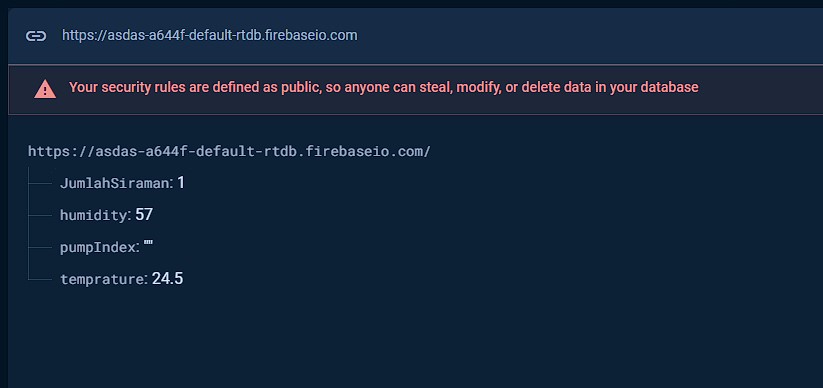 https://asdas-a644f-default-rtdb.firebaseio.com
Your security rules are defined as public, so anyone can steal, modify, or delete data in your database
https://asdas-a644f-default-rtdb.firebaseio.com/
JumlahSiraman: 1
humidity: 57
pumpIndex: ""
temprature: 24.5